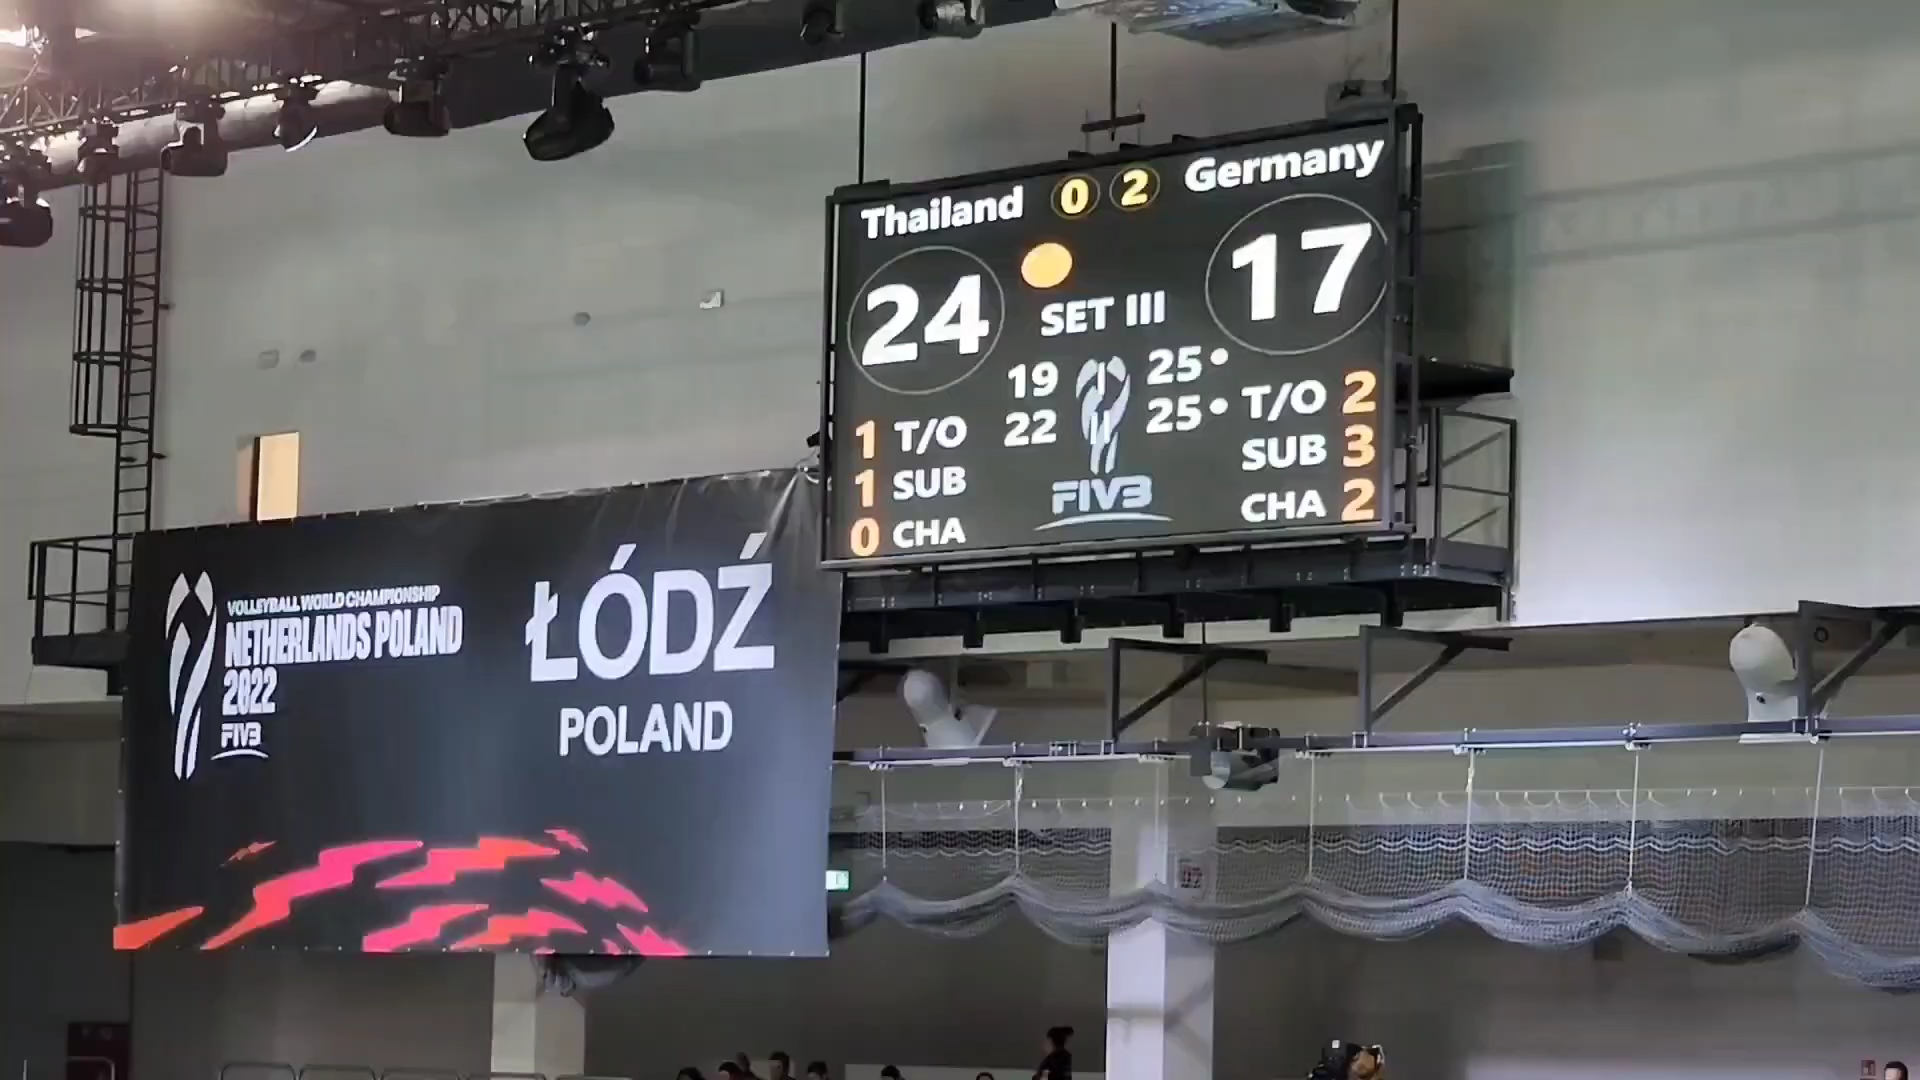 Thailand 0 2 Germany
24 17
SET III
19 25
22 25
1 T/O T/O 2
1 SUB SUB 3
0 CHA CHA 2
FIVB
VOLLEYBALL WORLD CHAMPIONSHIP
NETHERLANDS POLAND
2022
FIVB
ŁÓDŹ
POLAND